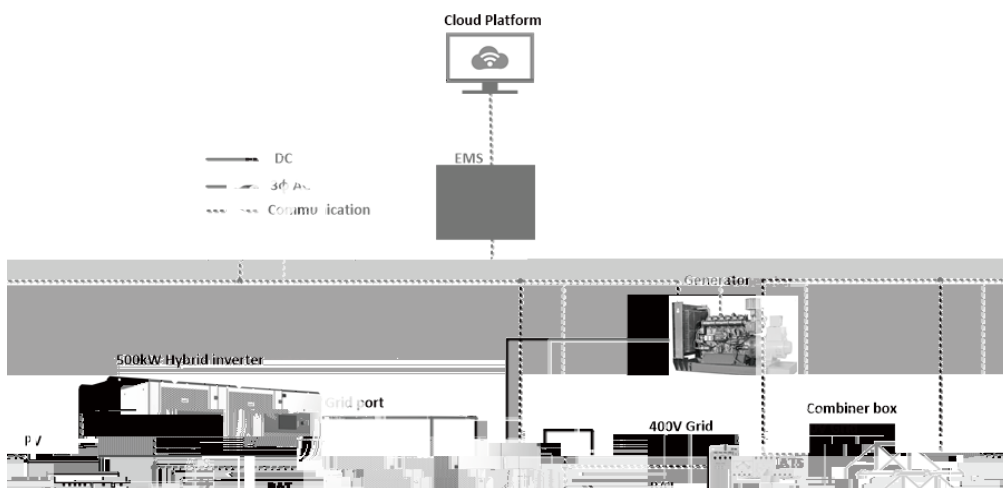 Cloud Platform
DC
EMS
3ϕ AC
Communication
Generator
500kW Hybrid inverter
Grid port
Combiner box
400V Grid
PV
ATS
BAT